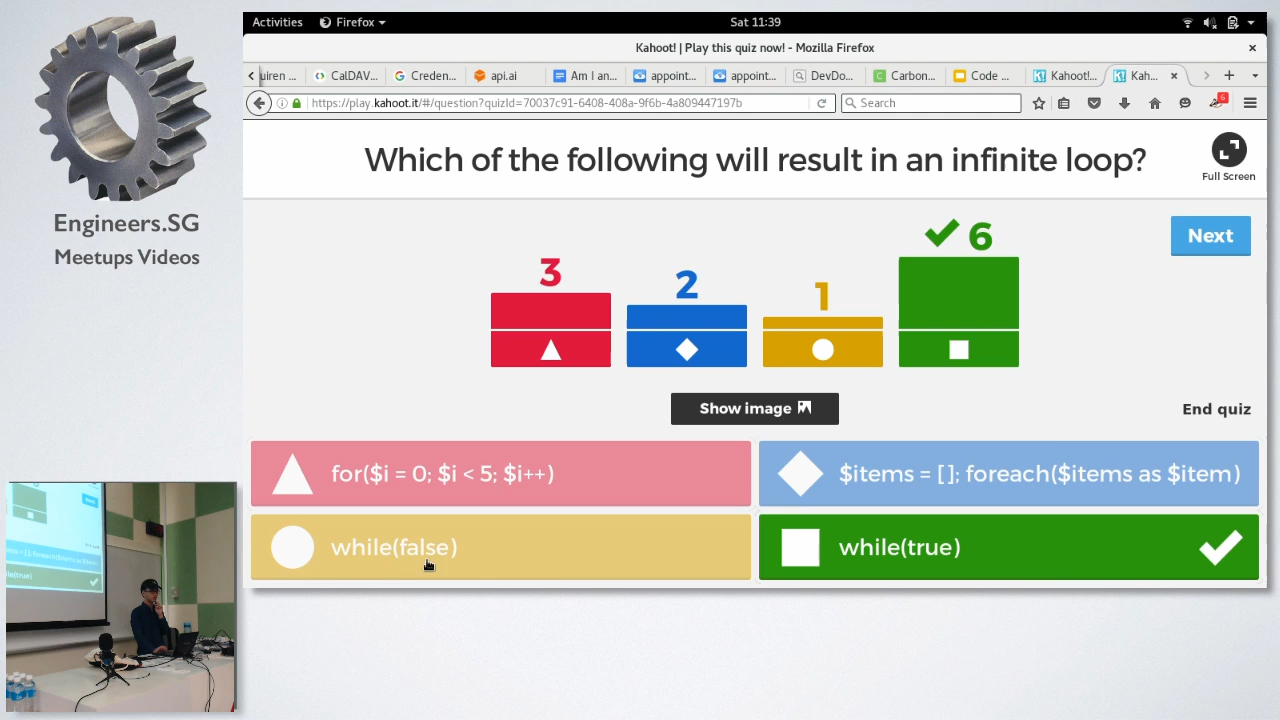 Activities
Firefox
Sat 11:39
Kahoot! | Play this quiz now! - Mozilla Firefox
uiren ...
CalDAV...
Creden...
api.ai
Am I an...
appoint...
appoint...
DevDo...
Carbon...
Code ...
Kahoot!...
Kah...
https://play.kahoot.it/#/question?quizId=70037c91-6408-408a-9f6b-4a809447197b
Search
6
Which of the following will result in an infinite loop?
Full Screen
Engineers.SG
Meetups Videos
Next
3
2
1
6
Show image
End quiz
for($i = 0; $i < 5; $i++)
$items = []; foreach($items as $item)
while(false)
while(true)